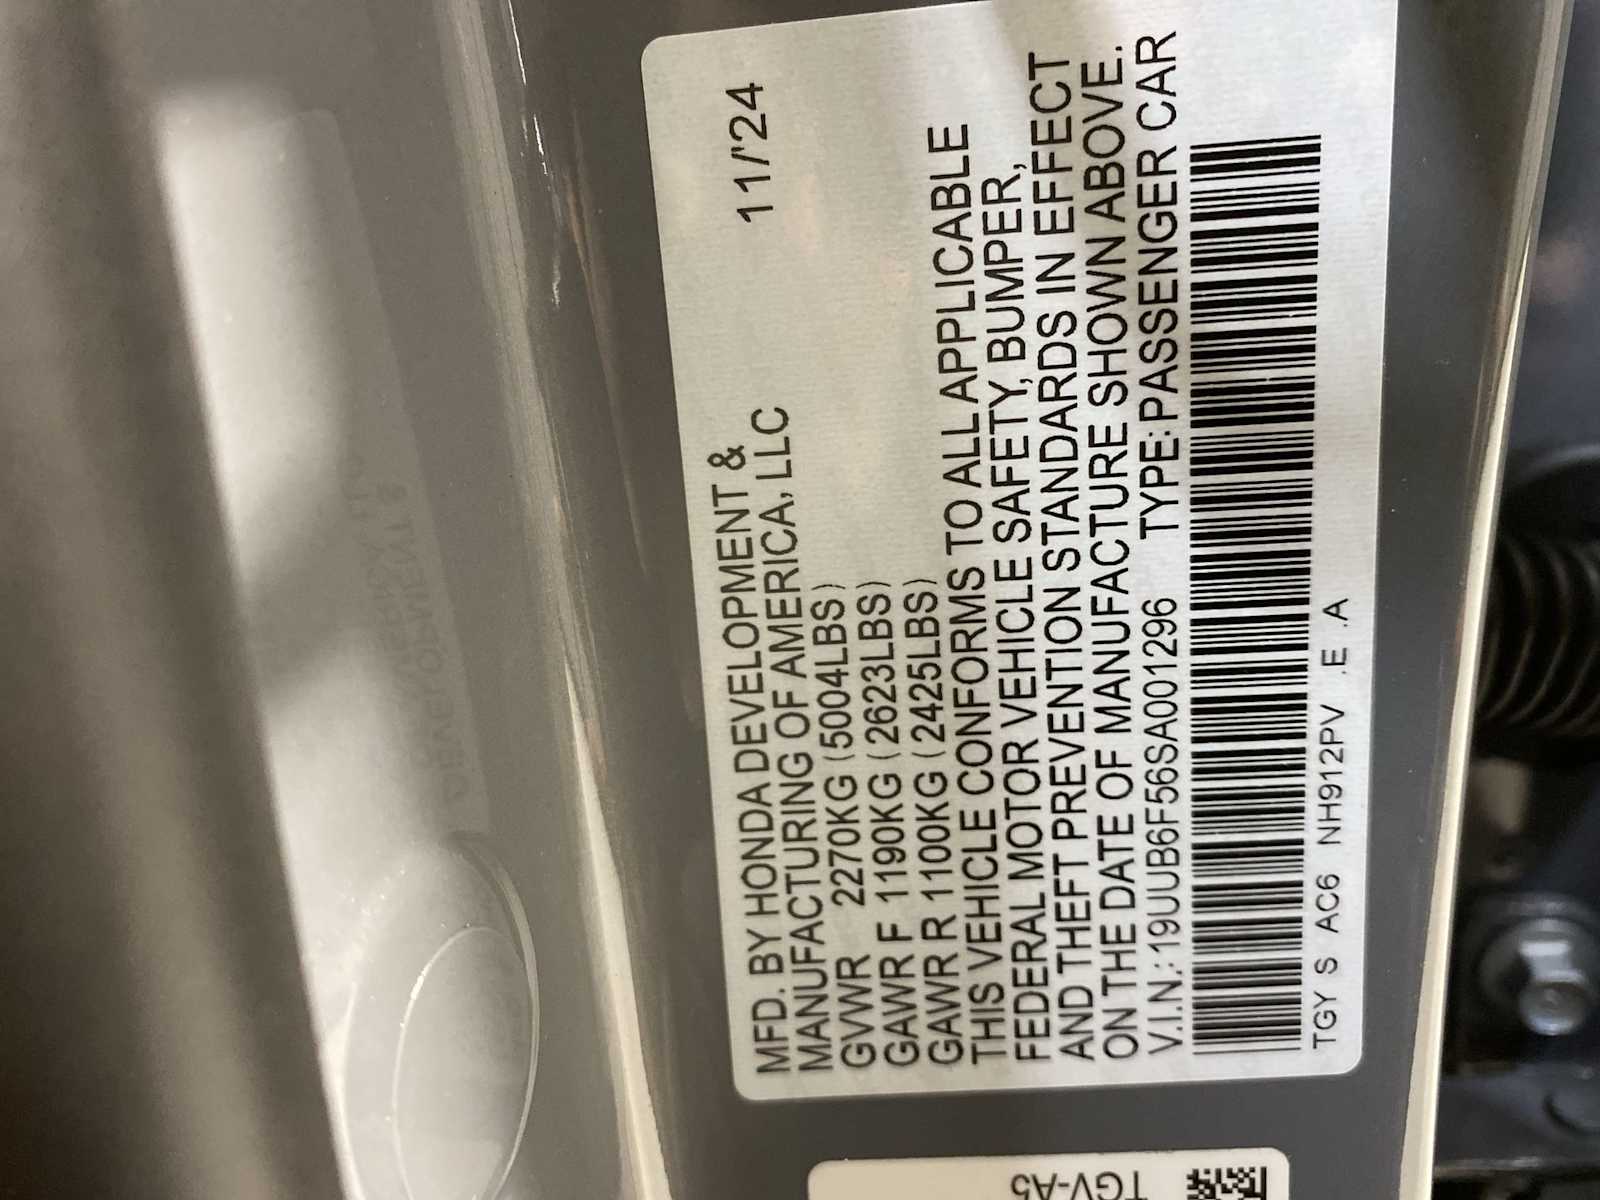 MFD. BY HONDA DEVELOPMENT & 11/'24
MANUFACTURING OF AMERICA, LLC
GVWR 2270KG (5004LBS)
GAWR F 1190KG (2623LBS)
GAWR R 1100KG (2425LBS)
THIS VEHICLE CONFORMS TO ALL APPLICABLE
FEDERAL MOTOR VEHICLE SAFETY, BUMPER,
AND THEFT PREVENTION STANDARDS IN EFFECT
ON THE DATE OF MANUFACTURE SHOWN ABOVE.
V.I.N.: 19UUB6F56SA001296 TYPE: PASSENGER CAR
TGY S AC6 NH912PV .E .A
TGV-A5